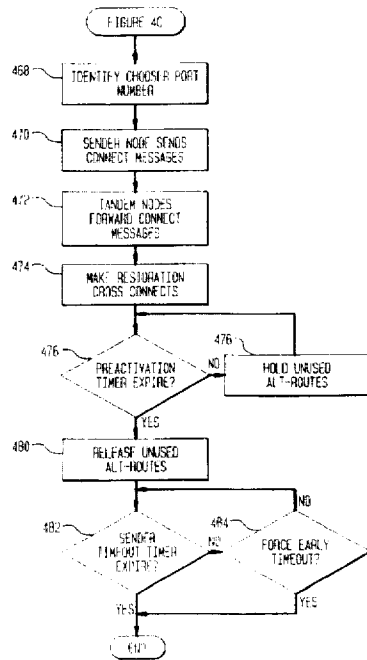 FIGURE 4C
468
IDENTIFY CHOOSER PORT
NUMBER
470
SENDER NODE SENDS
CONNECT MESSAGES
472
TANDEM NODES
FORWARD CONNECT
MESSAGES
474
MAKE RESTORATION
CROSS CONNECTS
476
PREACTIVATION
TIMER EXPIRE?
NO
476
HOLD UNUSED
ALT-ROUTES
YES
480
RELEASE UNUSED
ALT-ROUTES
482
SENDER
TIMEOUT TIMER
EXPIRE?
NO
484
FORCE EARLY
TIMEOUT?
NO
YES
YES
END